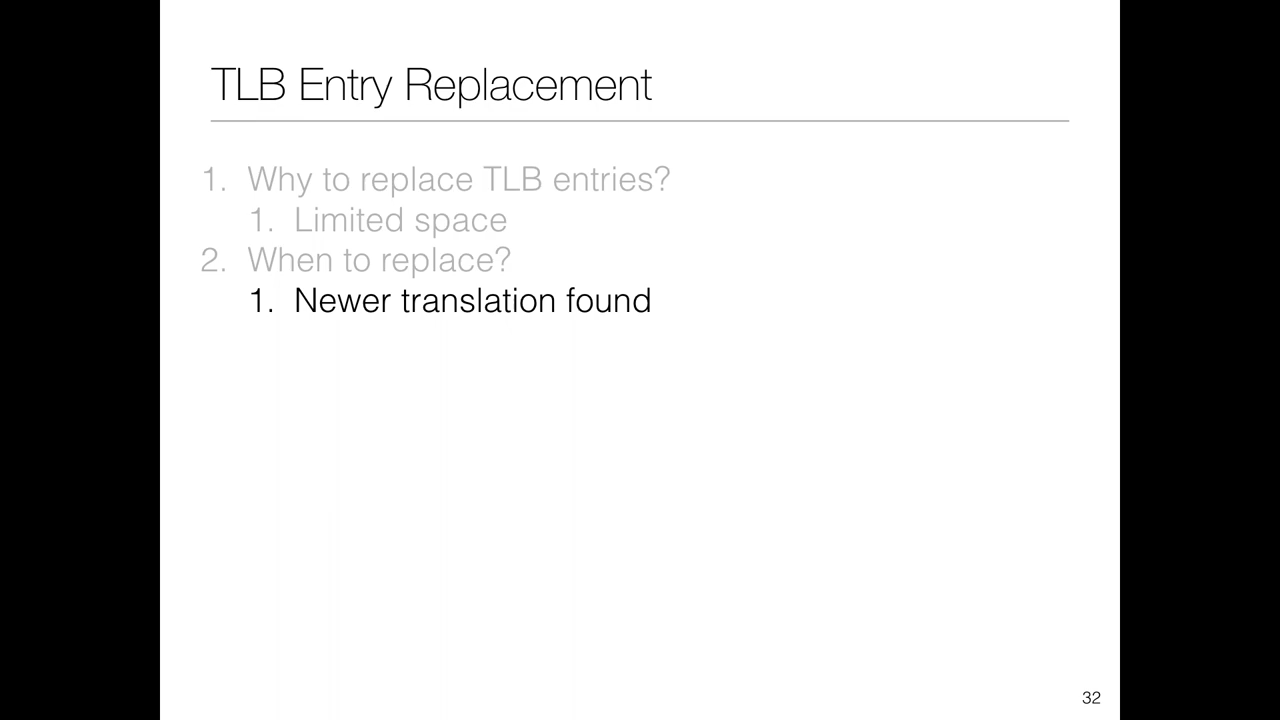 TLB Entry Replacement
1. Why to replace TLB entries?
1. Limited space
2. When to replace?
1. Newer translation found
32